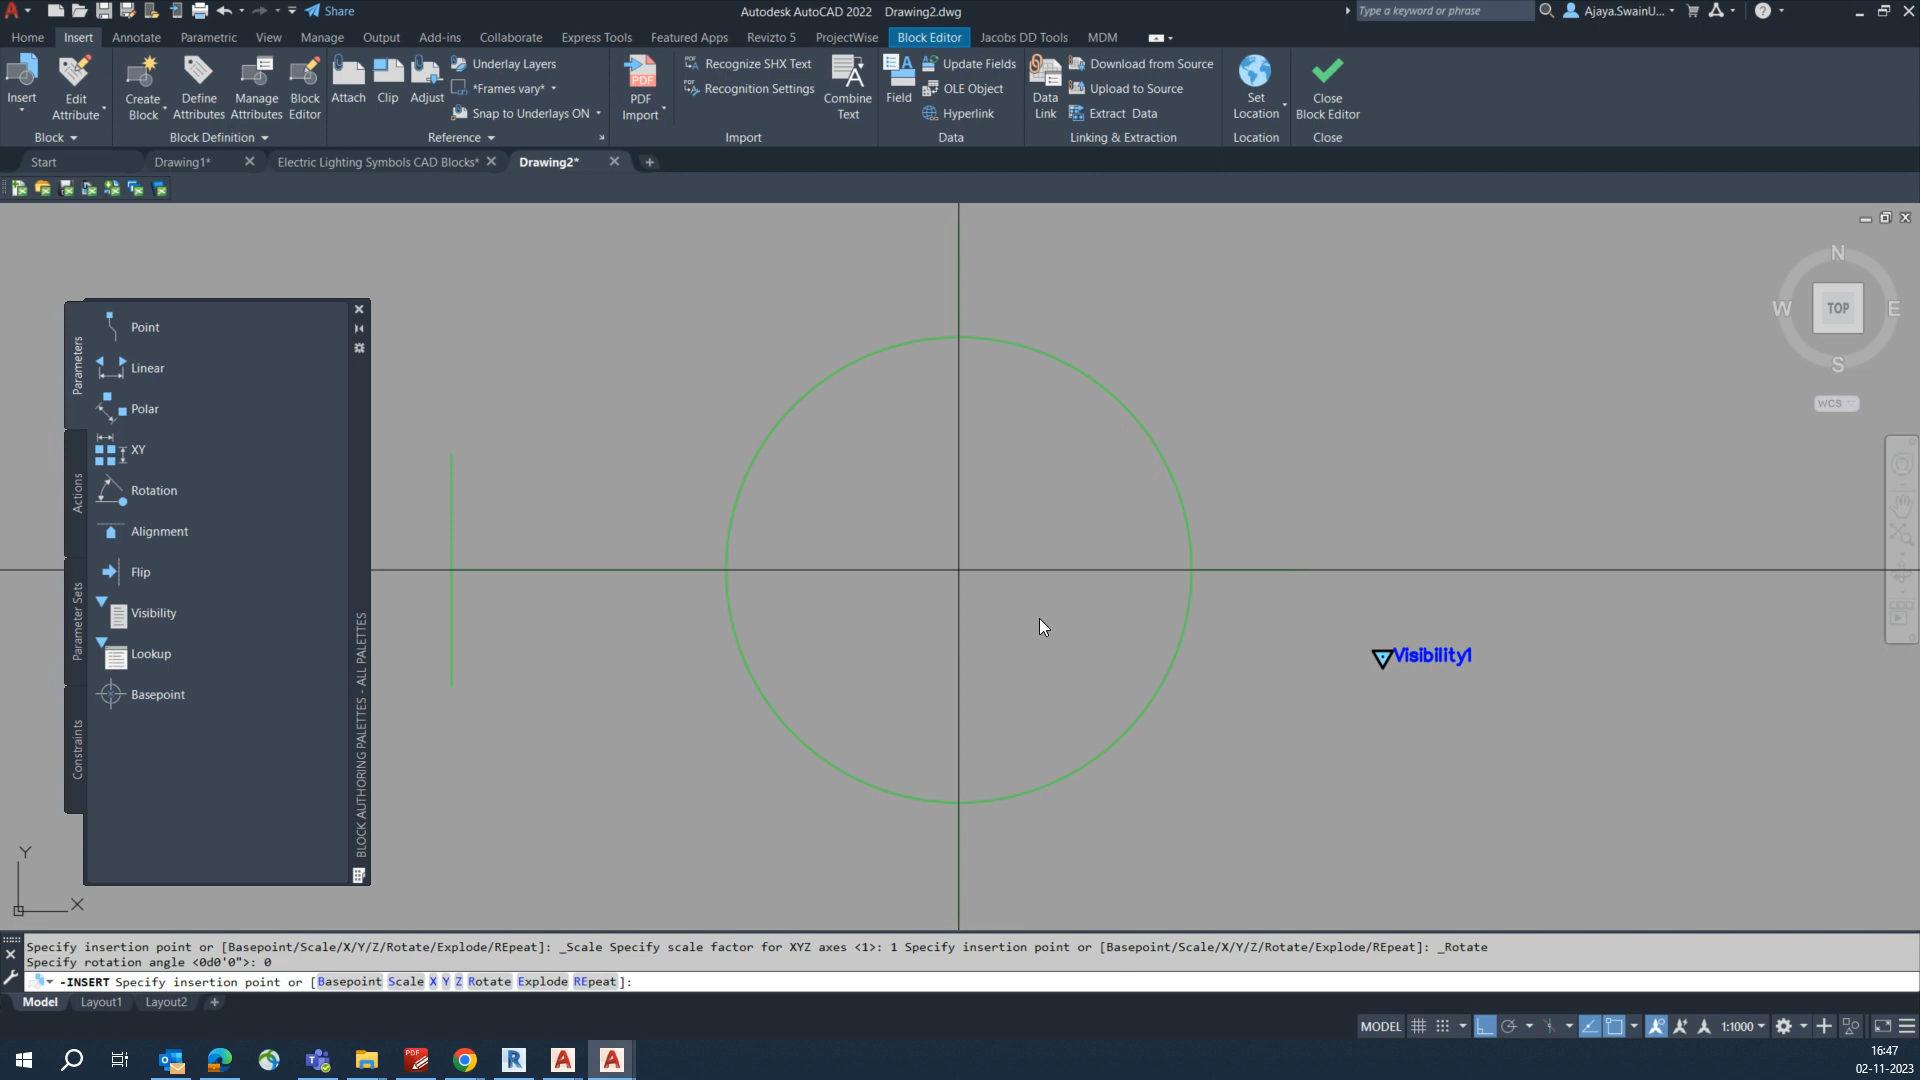 Share
Autodesk AutoCAD 2022 Drawing2.dwg
Type a keyword or phrase
Ajaya.SwainU...
Home Insert Annotate Parametric View Manage Output Add-ins Collaborate Express Tools Featured Apps Revizto 5 ProjectWise Block Editor Jacobs DD Tools MDM
Insert
Edit
Attribute
Create
Block
Define
Attributes
Manage
Attributes
Block
Editor
Attach
Clip
Adjust
Underlay Layers
*Frames vary*
Snap to Underlays ON
PDF
PDF
Import
Recognize SHX Text
Recognition Settings
Combine
Text
Field
Update Fields
OLE Object
Hyperlink
Data
Link
Download from Source
Upload to Source
Extract Data
Set
Location
Close
Block Editor
Block Block Definition Reference Import Data Linking & Extraction Location Close
Start Drawing1* Electric Lighting Symbols CAD Blocks* Drawing2*
Parameters
Actions
Parameter Sets
Constraints
Point
Linear
Polar
XY
Rotation
Alignment
Flip
Visibility
Lookup
Basepoint
BLOCK AUTHORING PALETTES - ALL PALETTES
N
W TOP E
S
WCS
Visibility1
Y
X
Specify insertion point or [Basepoint/Scale/X/Y/Z/Rotate/Explode/REpeat]: _Scale Specify scale factor for XYZ axes <1>: 1 Specify insertion point or [Basepoint/Scale/X/Y/Z/Rotate/Explode/REpeat]: _Rotate
Specify rotation angle <0d0'0">: 0
-INSERT Specify insertion point or [Basepoint Scale X Y Z Rotate Explode REpeat]:
Model Layout1 Layout2
MODEL 1:1000
16:47
02-11-2023